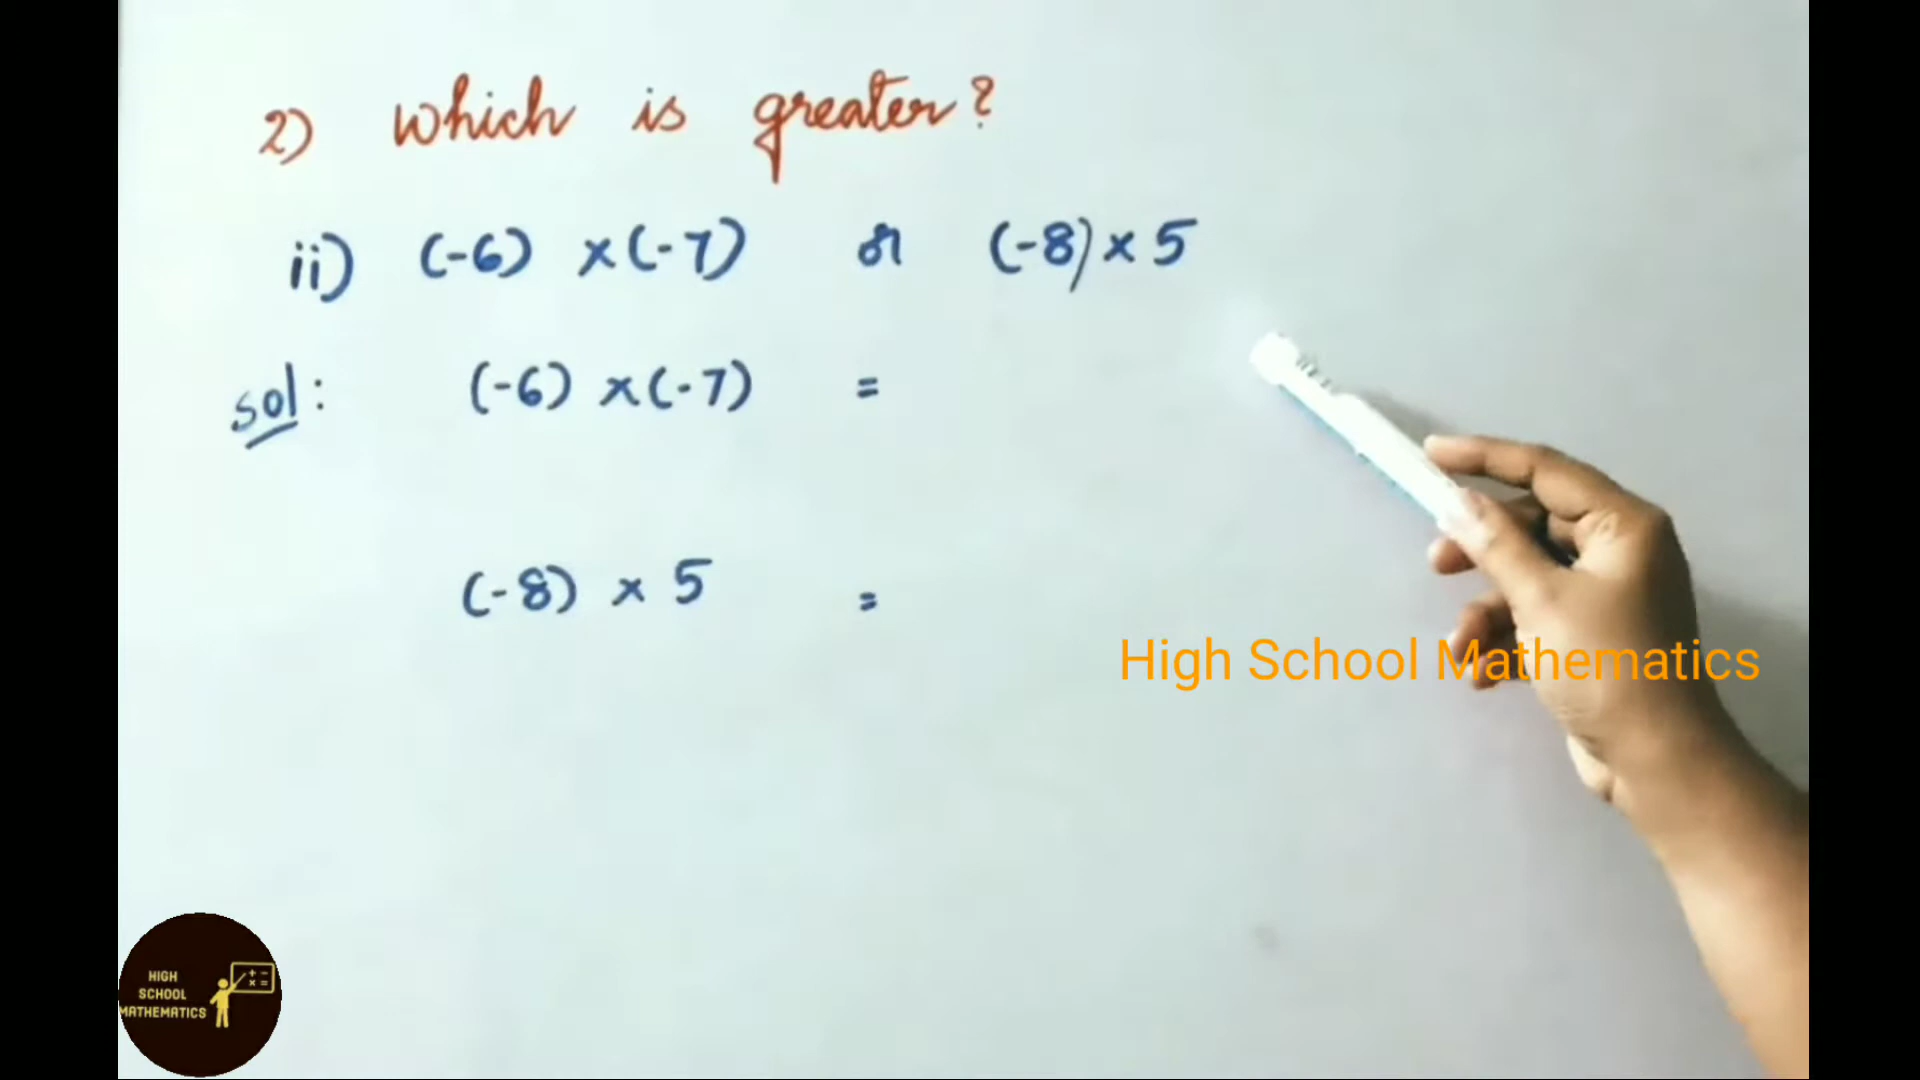 2) Which is greater?
ii) (-6) ×(-7) or (-8)× 5
sol: (-6) ×(-7) =
(-8) × 5 =
High School Mathematics
HIGH
SCHOOL
MATHEMATICS
+ -
× =